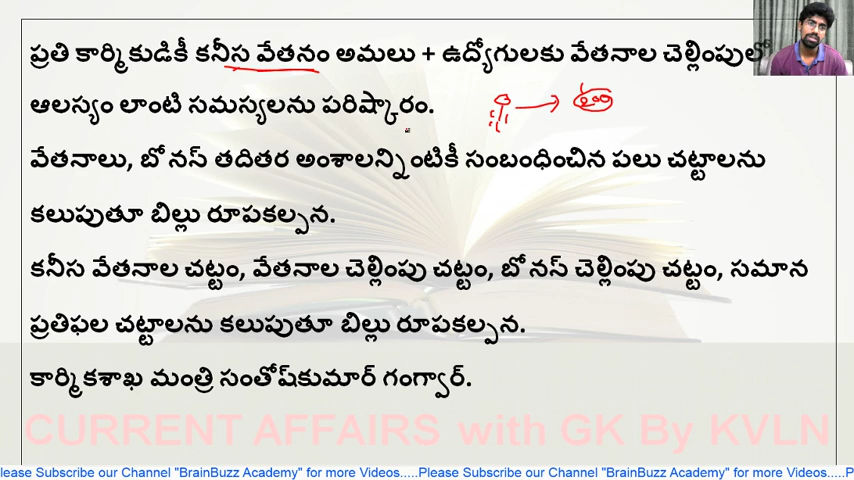 ప్రతి కార్మికుడికీ కనీస వేతనం అమలు + ఉద్యోగులకు వేతనాల చెల్లింపులో
ఆలస్యం లాంటి సమస్యలను పరిష్కారం.
వేతనాలు, బోనస్ తదితర అంశాలన్నింటికీ సంబంధించిన పలు చట్టాలను
కలుపుతూ బిల్లు రూపకల్పన.
కనీస వేతనాల చట్టం, వేతనాల చెల్లింపు చట్టం, బోనస్ చెల్లింపు చట్టం, సమాన
ప్రతిఫల చట్టాలను కలుపుతూ బిల్లు రూపకల్పన.
కార్మికశాఖ మంత్రి సంతోష్‌కుమార్ గంగ్వార్.
CURRENT AFFAIRS with GK By KVLN
lease Subscribe our Channel "BrainBuzz Academy" for more Videos.....Please Subscribe our Channel "BrainBuzz Academy" for more Videos.....P